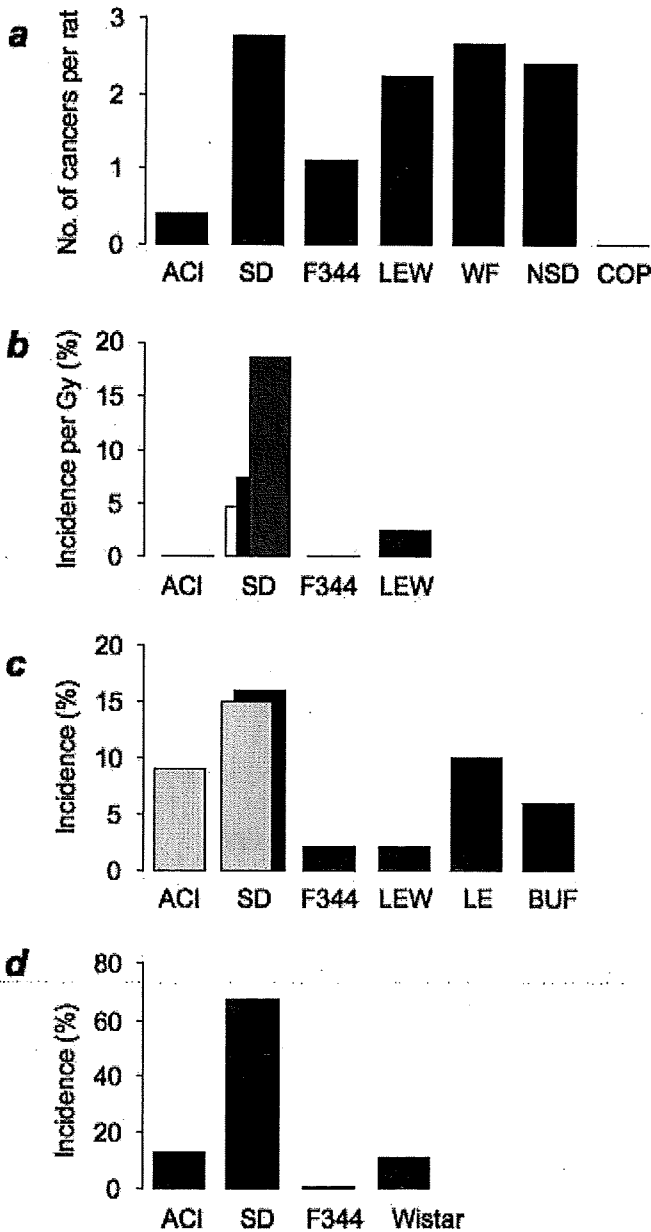 a
No. of cancers per rat
3
2
1
0
ACI SD F344 LEW WF NSD COP
b
Incidence per Gy (%)
20
15
10
5
0
ACI SD F344 LEW
c
Incidence (%)
20
15
10
5
0
ACI SD F344 LEW LE BUF
d
Incidence (%)
80
60
40
20
0
ACI SD F344 Wistar